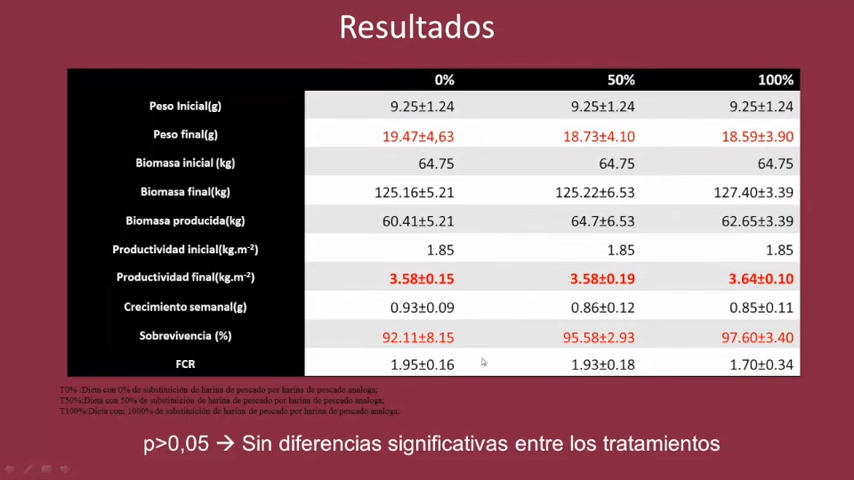 Resultados
0% 50% 100%
Peso Inicial(g) 9.25±1.24 9.25±1.24 9.25±1.24
Peso final(g) 19.47±4,63 18.73±4.10 18.59±3.90
Biomasa inicial (kg) 64.75 64.75 64.75
Biomasa final(kg) 125.16±5.21 125.22±6.53 127.40±3.39
Biomasa producida(kg) 60.41±5.21 64.7±6.53 62.65±3.39
Productividad inicial(kg.m-2) 1.85 1.85 1.85
Productividad final(kg.m-2) 3.58±0.15 3.58±0.19 3.64±0.10
Crecimiento semanal(g) 0.93±0.09 0.86±0.12 0.85±0.11
Sobrevivencia (%) 92.11±8.15 95.58±2.93 97.60±3.40
FCR 1.95±0.16 1.93±0.18 1.70±0.34
T0% :Dieta con 0% de substitución de harina de pescado por harina de pescado analoga;
T50%:Dieta con 50% de substitución de harina de pescado por harina de pescado analoga;
T100%:Dieta com 1000% de substitución de harina de pescado por harina de pescado analoga;
p>0,05 → Sin diferencias significativas entre los tratamientos